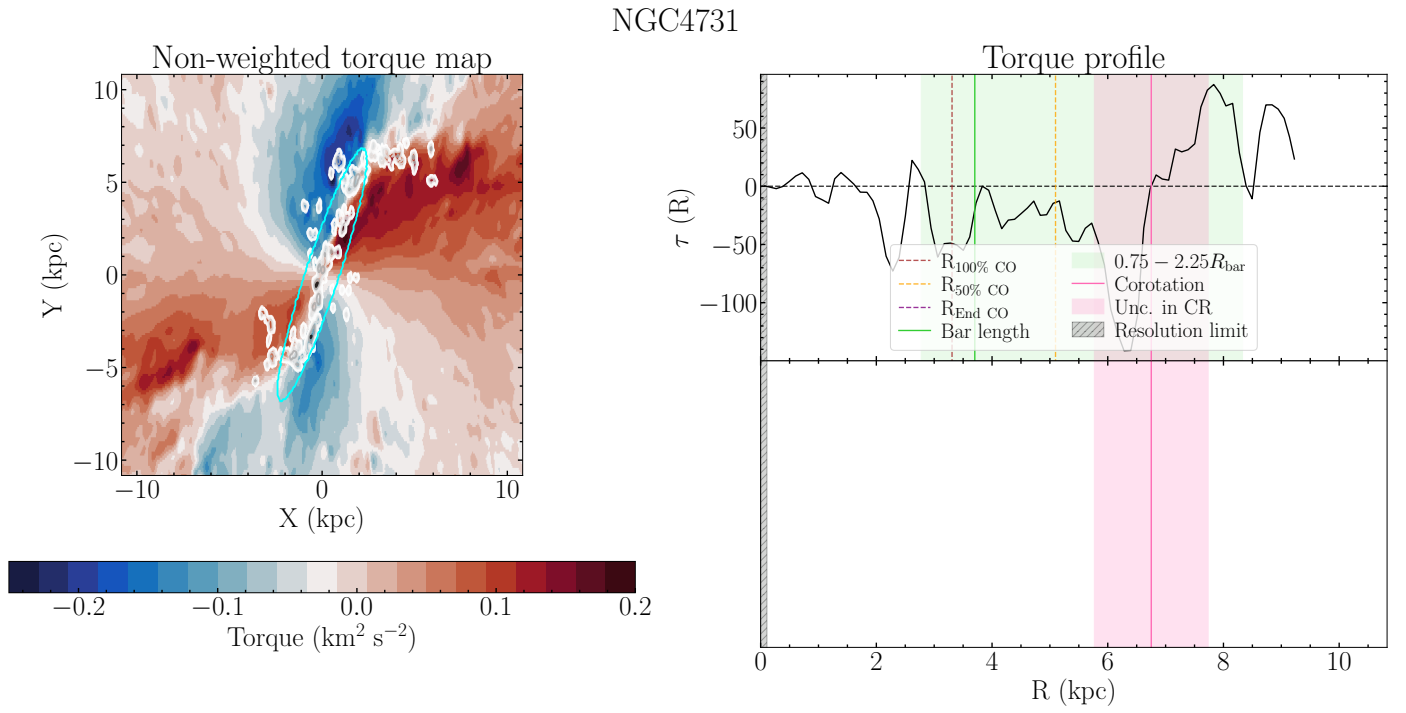 NGC4731
Non-weighted torque map
10
5
0
−5
−10
Y (kpc)
−10 0 10
X (kpc)
−0.2 −0.1 0.0 0.1 0.2
Torque (km² s⁻²)
Torque profile
50
0
−50
−100
τ (R)
R₁₀₀% CO
R₅₀% CO
R_End CO
Bar length
0.75 − 2.25R_bar
Corotation
Unc. in CR
Resolution limit
0 2 4 6 8 10
R (kpc)